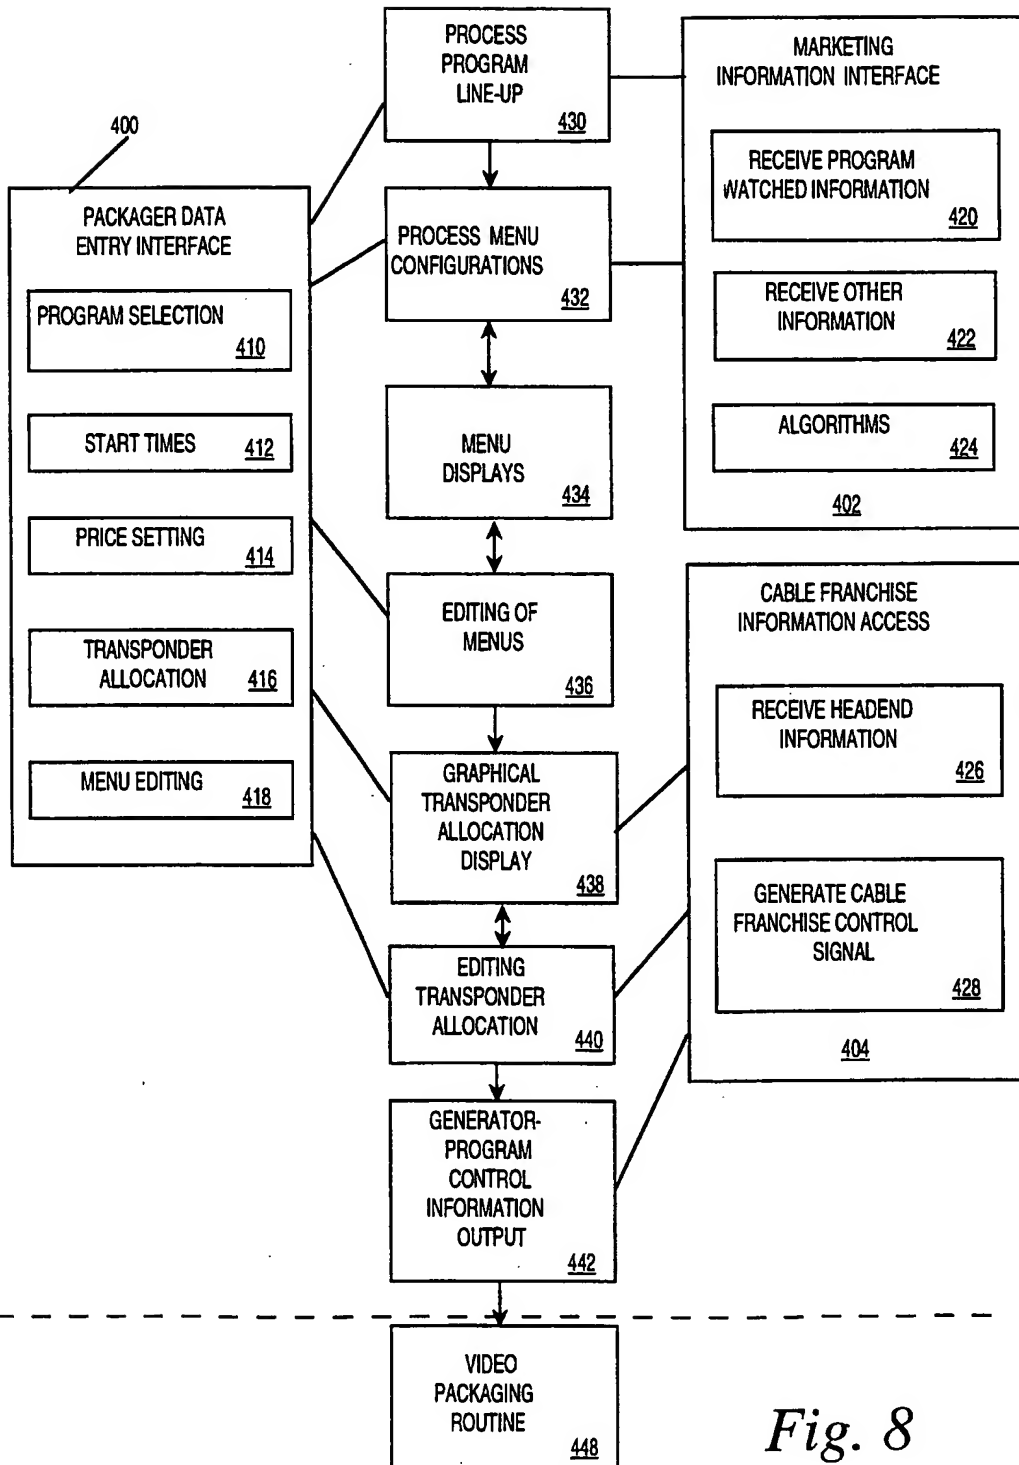 PROCESS
PROGRAM
LINE-UP
430
MARKETING
INFORMATION INTERFACE
RECEIVE PROGRAM
WATCHED INFORMATION
420
RECEIVE OTHER
INFORMATION
422
ALGORITHMS
424
402
400
PACKAGER DATA
ENTRY INTERFACE
PROGRAM SELECTION
410
START TIMES
412
PRICE SETTING
414
TRANSPONDER
ALLOCATION
416
MENU EDITING
418
PROCESS MENU
CONFIGURATIONS
432
MENU
DISPLAYS
434
EDITING OF
MENUS
436
GRAPHICAL
TRANSPONDER
ALLOCATION
DISPLAY
438
EDITING
TRANSPONDER
ALLOCATION
440
GENERATOR-
PROGRAM
CONTROL
INFORMATION
OUTPUT
442
CABLE FRANCHISE
INFORMATION ACCESS
RECEIVE HEADEND
INFORMATION
426
GENERATE CABLE
FRANCHISE CONTROL
SIGNAL
428
404
VIDEO
PACKAGING
ROUTINE
448
Fig. 8